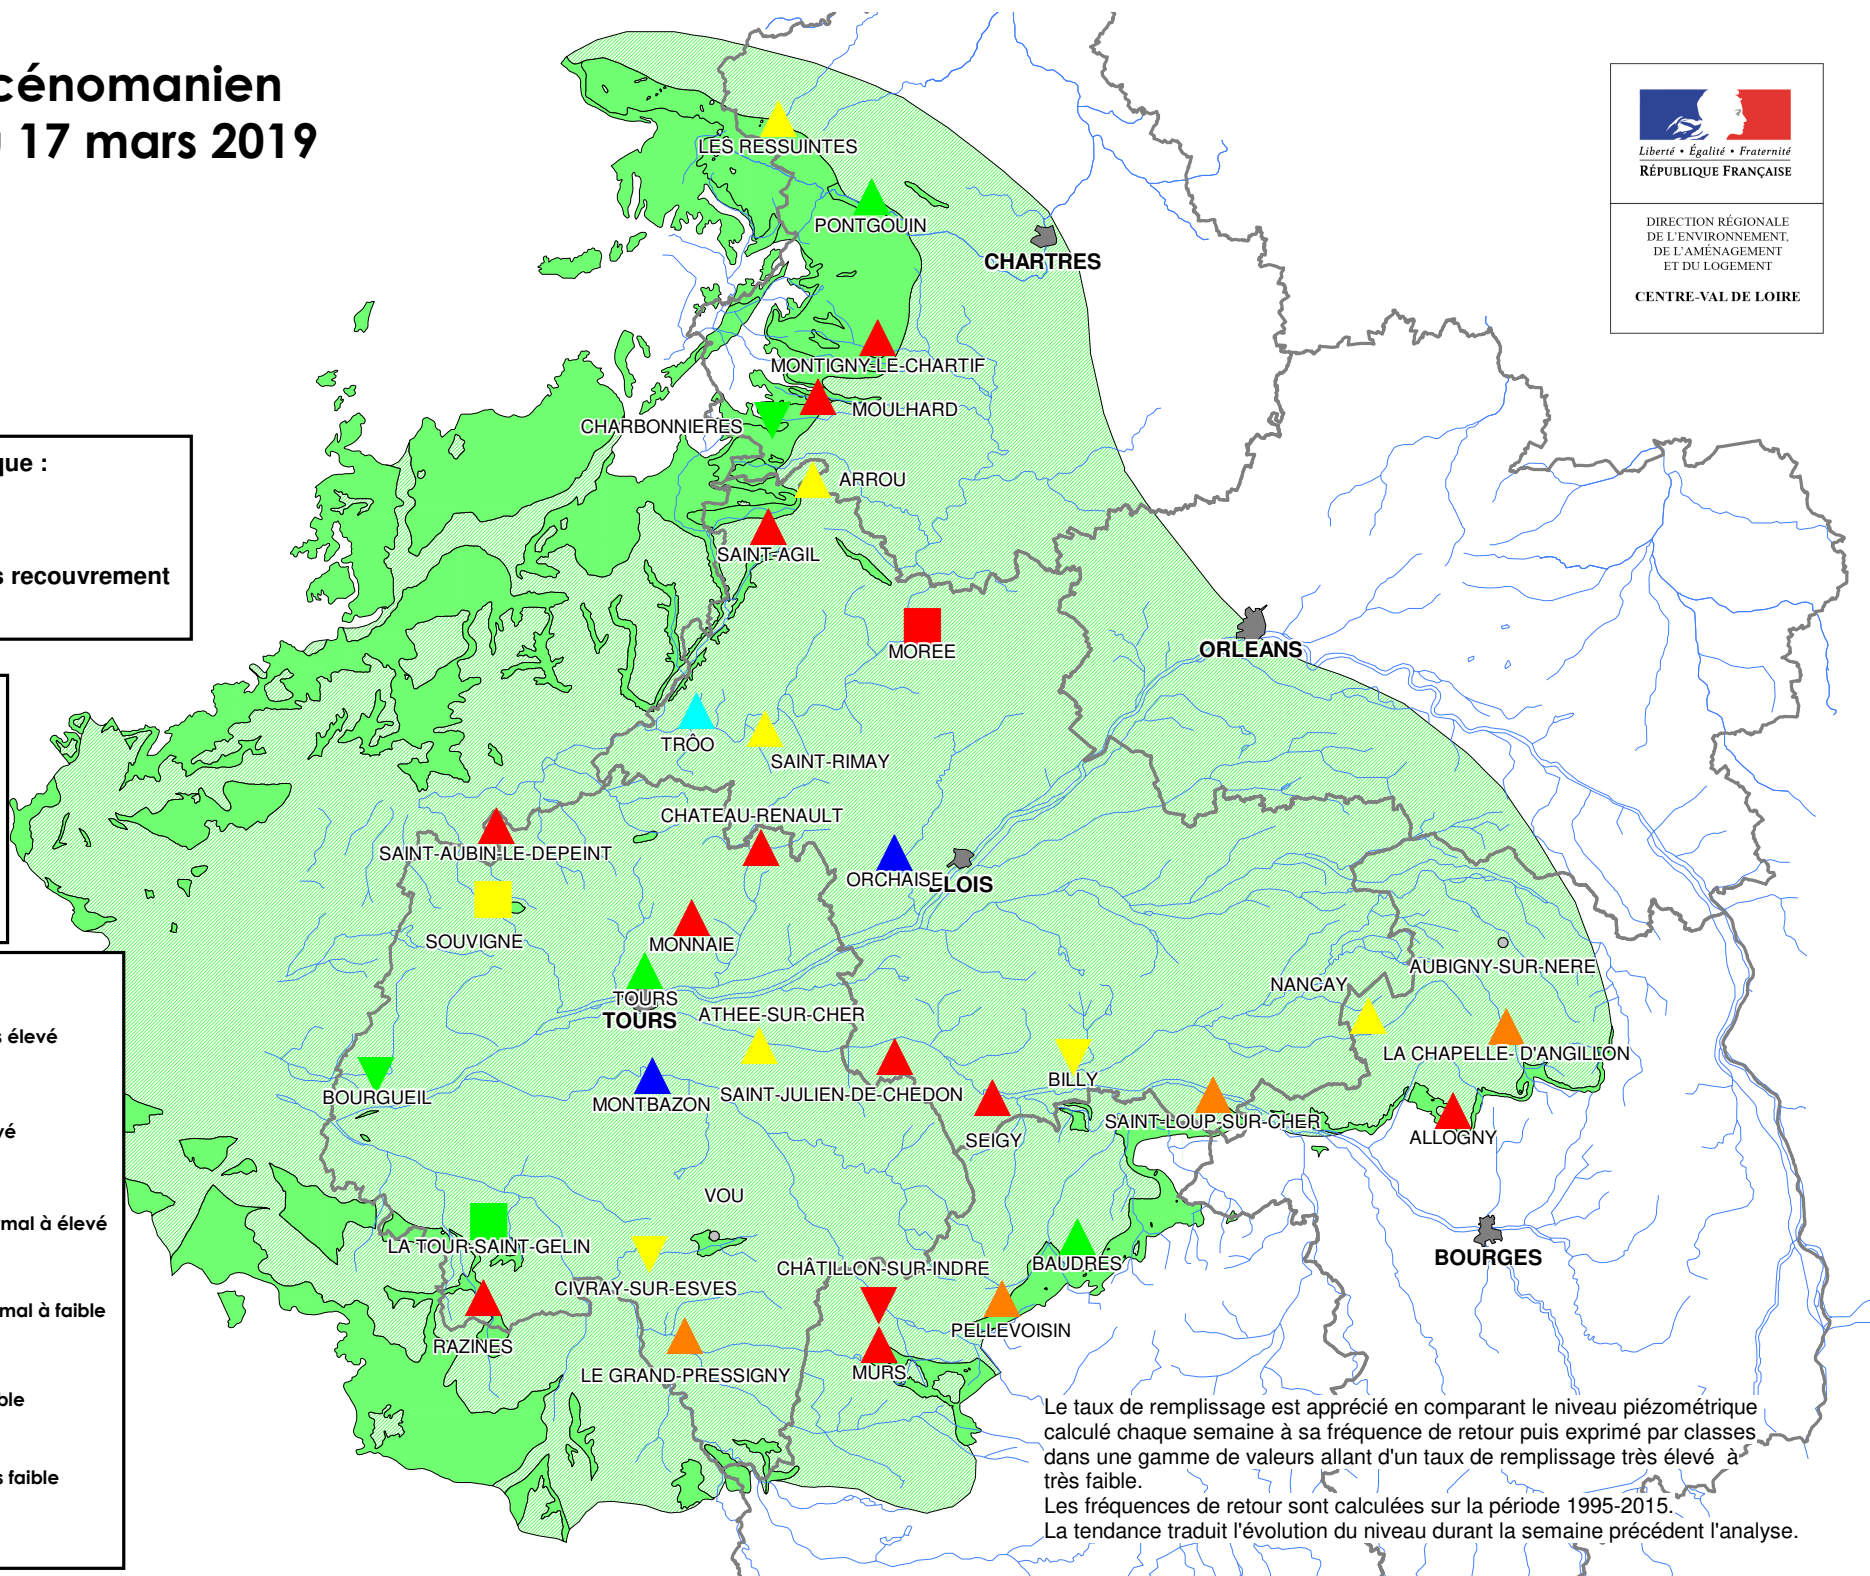 cénomanien
17 mars 2019
Liberté • Égalité • Fraternité
RÉPUBLIQUE FRANÇAISE
DIRECTION RÉGIONALE
DE L'ENVIRONNEMENT,
DE L'AMÉNAGEMENT
ET DU LOGEMENT
CENTRE-VAL DE LOIRE
LES RESSUINTES
PONTGOUIN
CHARTRES
MONTIGNY-LE-CHARTIF
MOULHARD
CHARBONNIERES
que :
ARROU
SAINT-AGIL
s recouvrement
MOREE
ORLEANS
TRÔO
SAINT-RIMAY
CHATEAU-RENAULT
SAINT-AUBIN-LE-DEPEINT
ORCHAISE
BLOIS
SOUVIGNE
MONNAIE
AUBIGNY-SUR-NERE
NANCAY
TOURS
TOURS
ATHEE-SUR-CHER
s élevé
LA CHAPELLE- D'ANGILLON
BILLY
BOURGUEIL
MONTBAZON
SAINT-JULIEN-DE-CHEDON
SAINT-LOUP-SUR-CHER
vé
SEIGY
ALLOGNY
VOU
rmal à élevé
LA TOUR-SAINT-GELIN
BAUDRES
BOURGES
CHÂTILLON-SUR-INDRE
CIVRAY-SUR-ESVES
mal à faible
PELLEVOISIN
RAZINES
LE GRAND-PRESSIGNY
MURS
ble
s faible
Le taux de remplissage est apprécié en comparant le niveau piézométrique
calculé chaque semaine à sa fréquence de retour puis exprimé par classes
dans une gamme de valeurs allant d'un taux de remplissage très élevé à
très faible.
Les fréquences de retour sont calculées sur la période 1995-2015.
La tendance traduit l'évolution du niveau durant la semaine précédent l'analyse.